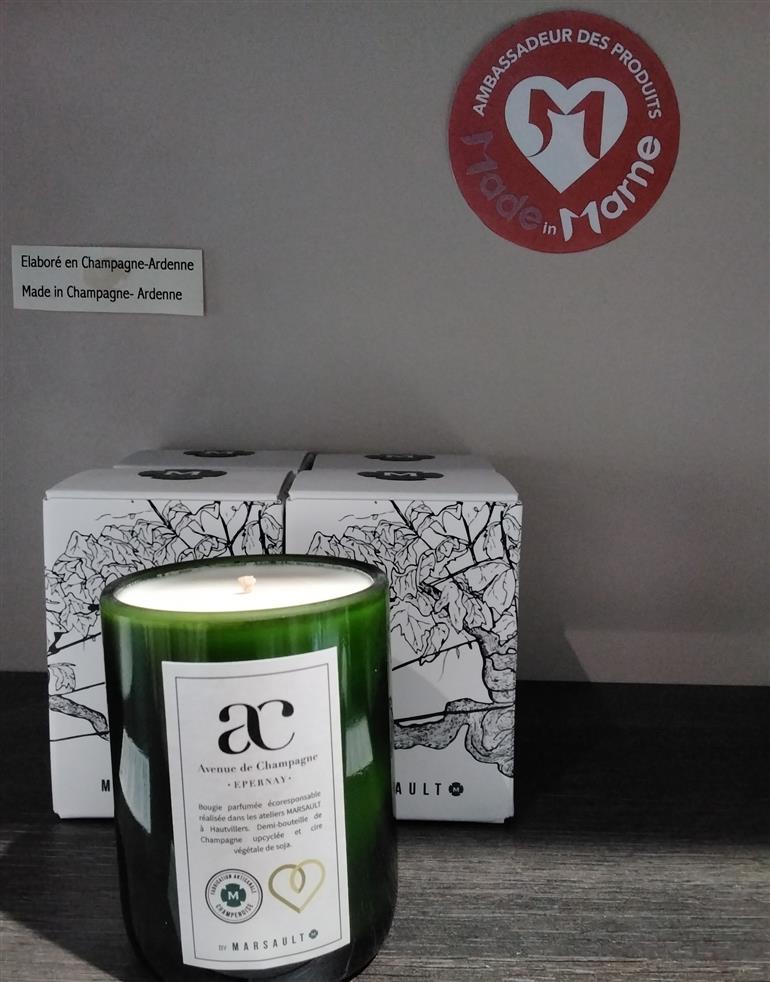 AMBASSADEUR DES PRODUITS
M
Made in Marne
Elaboré en Champagne-Ardenne
Made in Champagne- Ardenne
M
M
ac
Avenue de Champagne
· EPERNAY ·
Bougie parfumée écoresponsable
réalisée dans les ateliers MARSAULT
à Hautvillers. Demi-bouteille de
Champagne upcyclée et cire
végétale de soja.
FABRICATION ARTISANALE
M
CHAMPENOISE
BY MARSAULT M
M
AULT M